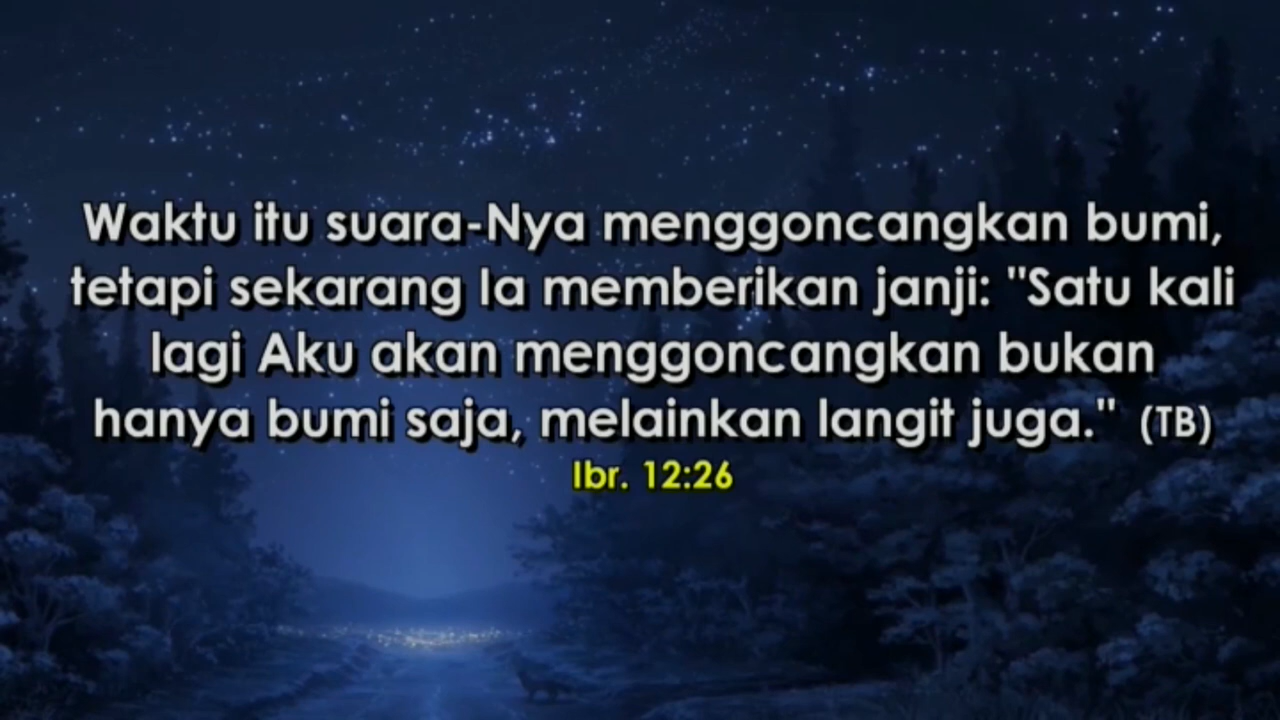 Waktu itu suara-Nya menggoncangkan bumi,
tetapi sekarang Ia memberikan janji: "Satu kali
lagi Aku akan menggoncangkan bukan
hanya bumi saja, melainkan langit juga." (TB)
Ibr. 12:26